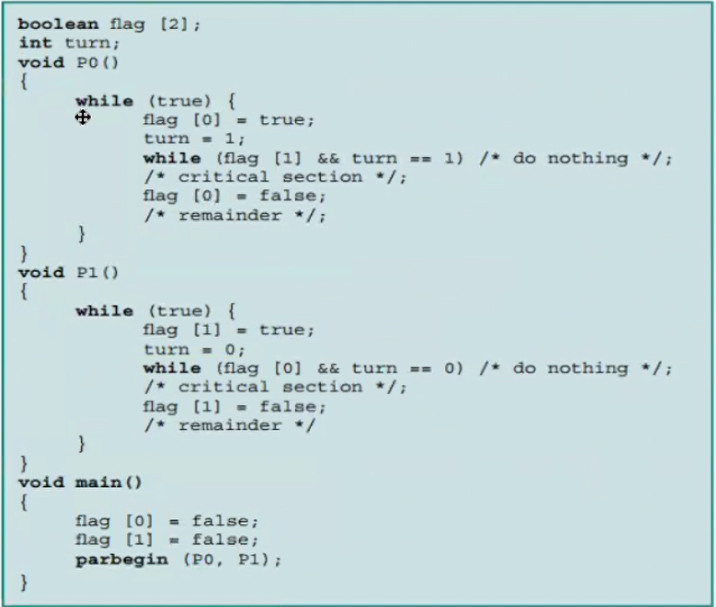 boolean flag [2];
int turn;
void P0()
{
while (true) {
flag [0] = true;
turn = 1;
while (flag [1] && turn == 1) /* do nothing */;
/* critical section */;
flag [0] = false;
/* remainder */;
}
}
void P1()
{
while (true) {
flag [1] = true;
turn = 0;
while (flag [0] && turn == 0) /* do nothing */;
/* critical section */;
flag [1] = false;
/* remainder */
}
}
void main()
{
flag [0] = false;
flag [1] = false;
parbegin (P0, P1);
}